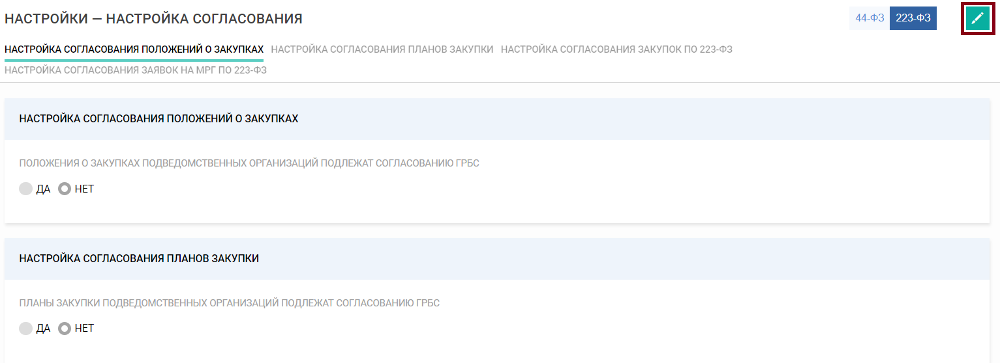 НАСТРОЙКИ — НАСТРОЙКА СОГЛАСОВАНИЯ
44-ФЗ 223-ФЗ
НАСТРОЙКА СОГЛАСОВАНИЯ ПОЛОЖЕНИЙ О ЗАКУПКАХ НАСТРОЙКА СОГЛАСОВАНИЯ ПЛАНОВ ЗАКУПКИ НАСТРОЙКА СОГЛАСОВАНИЯ ЗАКУПОК ПО 223-ФЗ
НАСТРОЙКА СОГЛАСОВАНИЯ ЗАЯВОК НА МРГ ПО 223-ФЗ
НАСТРОЙКА СОГЛАСОВАНИЯ ПОЛОЖЕНИЙ О ЗАКУПКАХ
ПОЛОЖЕНИЯ О ЗАКУПКАХ ПОДВЕДОМСТВЕННЫХ ОРГАНИЗАЦИЙ ПОДЛЕЖАТ СОГЛАСОВАНИЮ ГРБС
ДА НЕТ
НАСТРОЙКА СОГЛАСОВАНИЯ ПЛАНОВ ЗАКУПКИ
ПЛАНЫ ЗАКУПКИ ПОДВЕДОМСТВЕННЫХ ОРГАНИЗАЦИЙ ПОДЛЕЖАТ СОГЛАСОВАНИЮ ГРБС
ДА НЕТ